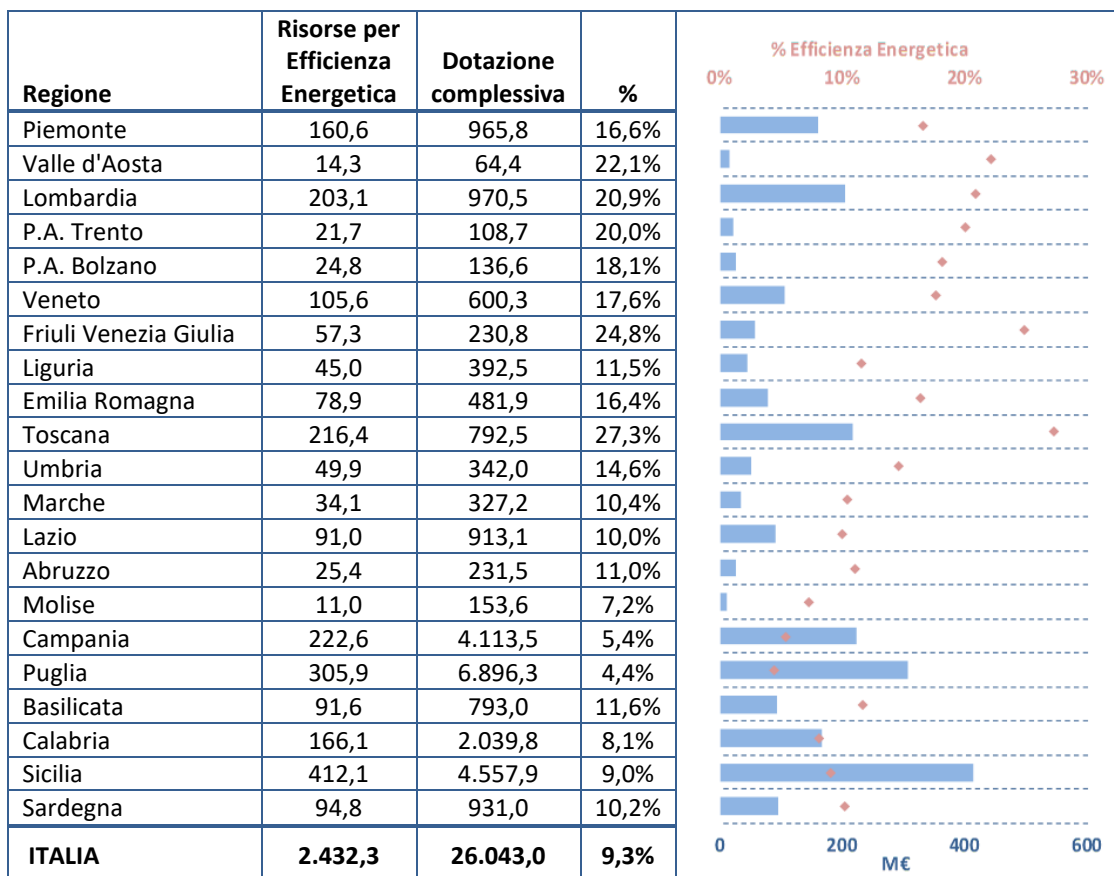 Regione Risorse per Efficienza Energetica Dotazione complessiva %
Piemonte 160,6 965,8 16,6%
Valle d'Aosta 14,3 64,4 22,1%
Lombardia 203,1 970,5 20,9%
P.A. Trento 21,7 108,7 20,0%
P.A. Bolzano 24,8 136,6 18,1%
Veneto 105,6 600,3 17,6%
Friuli Venezia Giulia 57,3 230,8 24,8%
Liguria 45,0 392,5 11,5%
Emilia Romagna 78,9 481,9 16,4%
Toscana 216,4 792,5 27,3%
Umbria 49,9 342,0 14,6%
Marche 34,1 327,2 10,4%
Lazio 91,0 913,1 10,0%
Abruzzo 25,4 231,5 11,0%
Molise 11,0 153,6 7,2%
Campania 222,6 4.113,5 5,4%
Puglia 305,9 6.896,3 4,4%
Basilicata 91,6 793,0 11,6%
Calabria 166,1 2.039,8 8,1%
Sicilia 412,1 4.557,9 9,0%
Sardegna 94,8 931,0 10,2%
ITALIA 2.432,3 26.043,0 9,3%
% Efficienza Energetica
0% 10% 20% 30%
0 200 400 600
M€